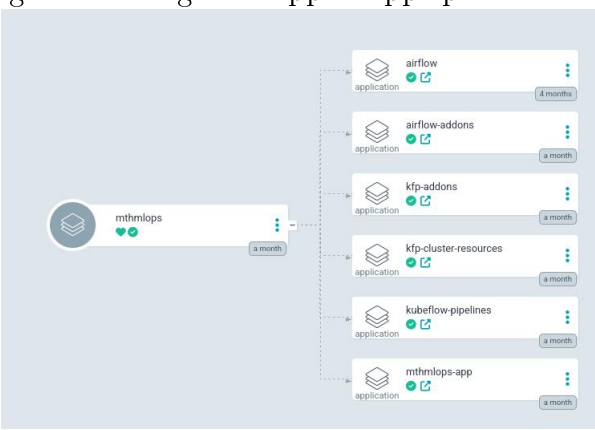 mthmlops
a month
airflow
application
4 months
airflow-addons
application
a month
kfp-addons
application
a month
kfp-cluster-resources
application
a month
kubeflow-pipelines
application
a month
mthmlops-app
application
a month